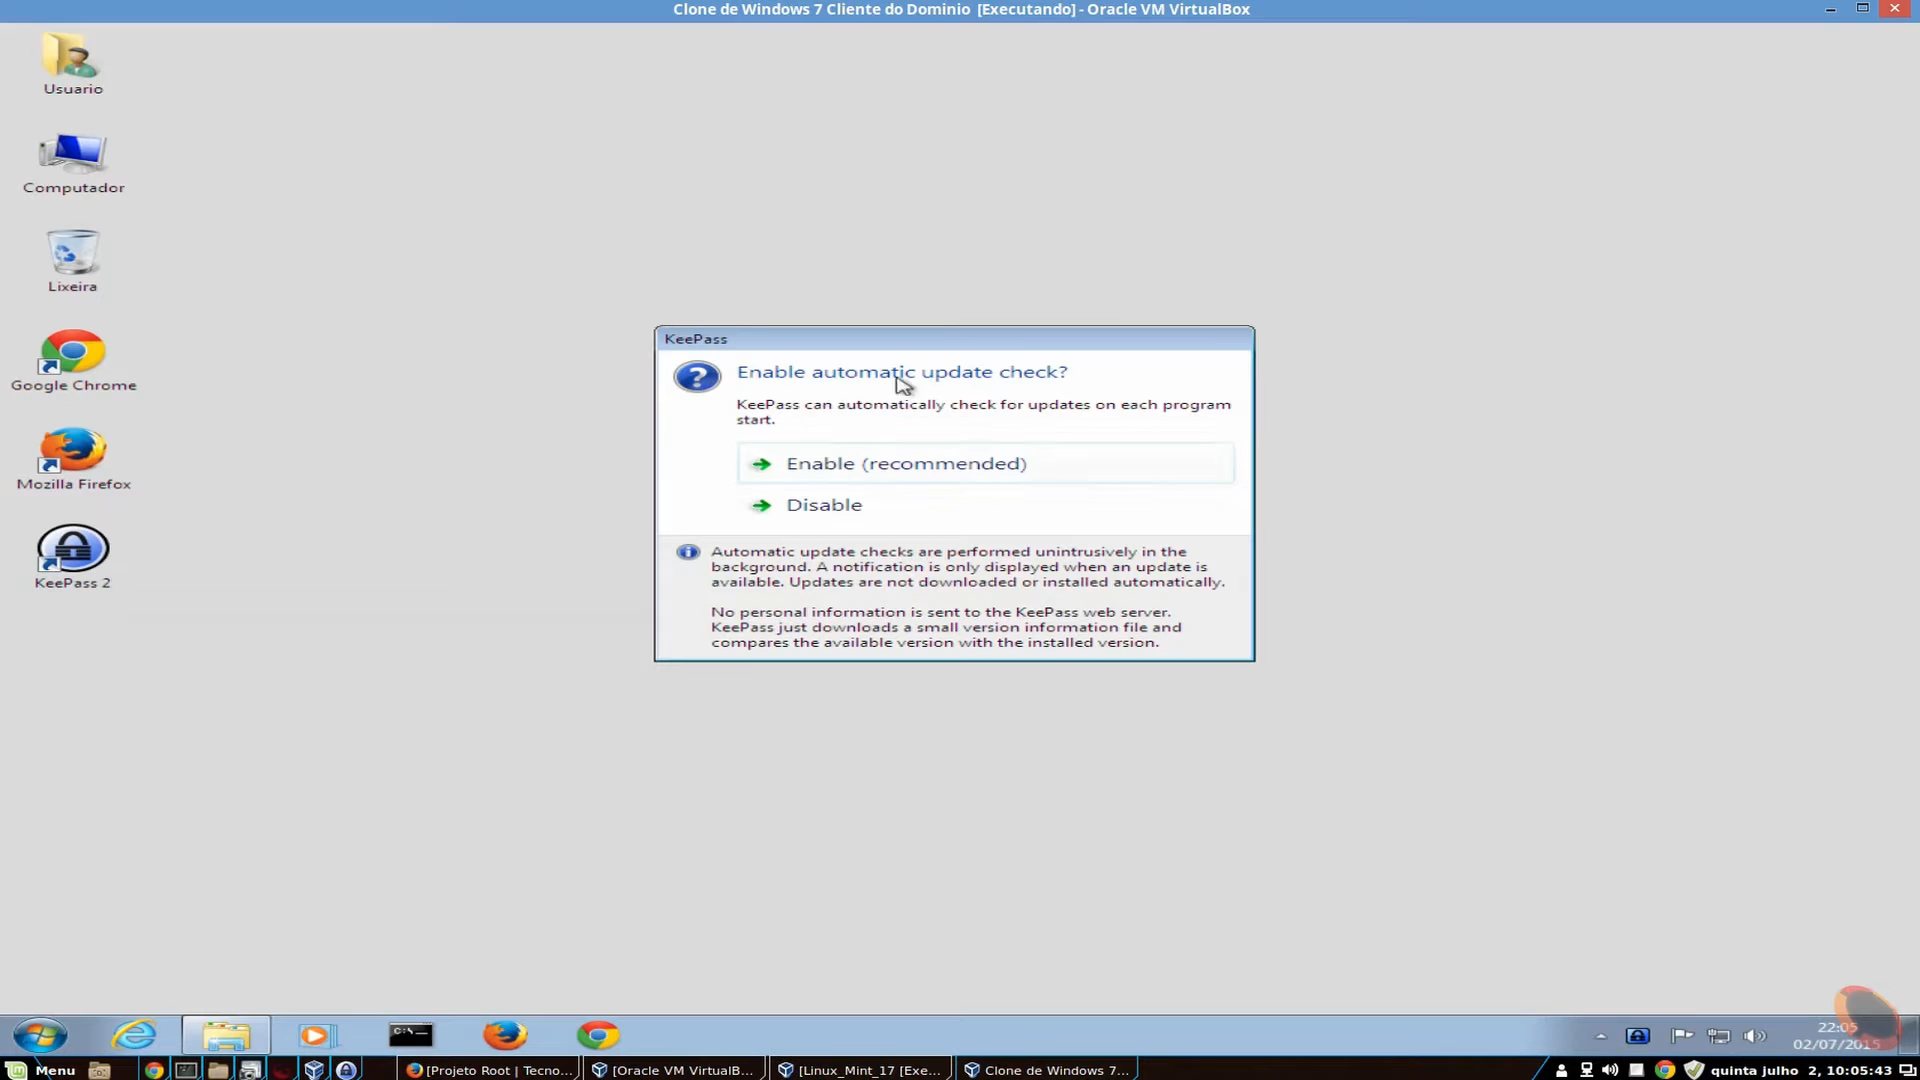 Clone de Windows 7 Cliente do Dominio [Executando] - Oracle VM VirtualBox
Usuario
Computador
Lixeira
Google Chrome
Mozilla Firefox
KeePass 2
KeePass
Enable automatic update check?
KeePass can automatically check for updates on each program
start.
Enable (recommended)
Disable
Automatic update checks are performed unintrusively in the
background. A notification is only displayed when an update is
available. Updates are not downloaded or installed automatically.
No personal information is sent to the KeePass web server.
KeePass just downloads a small version information file and
compares the available version with the installed version.
C:\
22:05
02/07/2015
Menu
[Projeto Root | Tecno...
[Oracle VM VirtualB...
[Linux_Mint_17 [Exe...
Clone de Windows 7...
quinta julho 2, 10:05:43